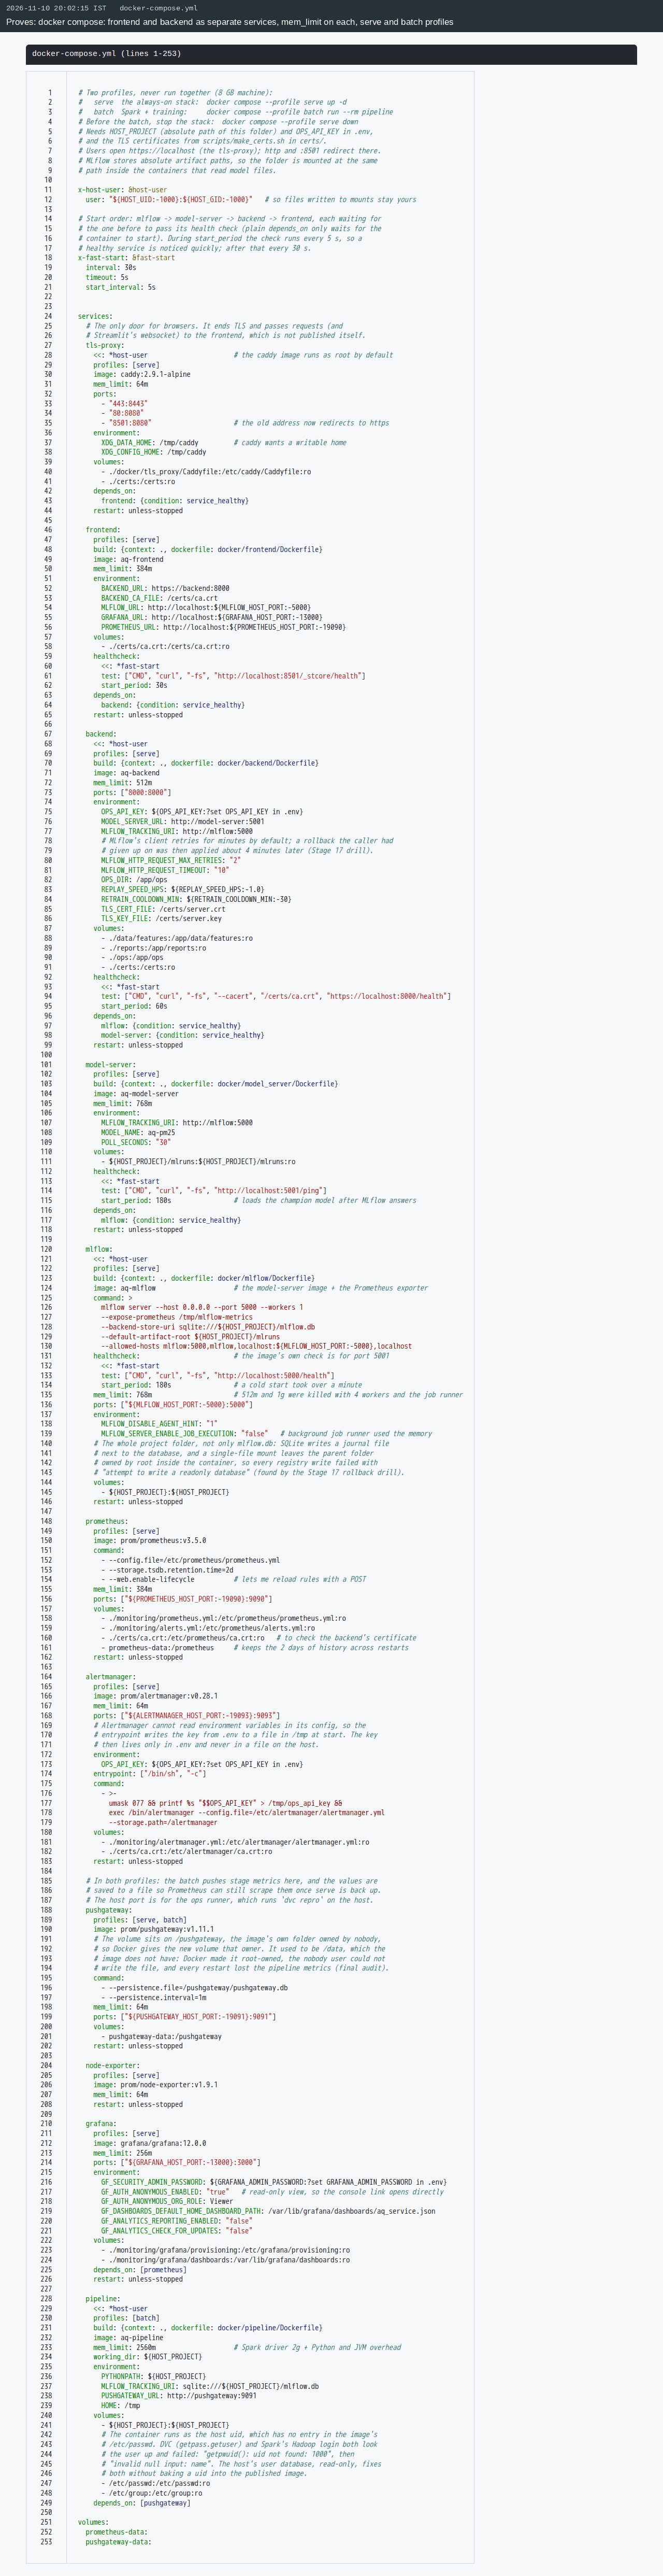 2026-11-10 20:02:15 IST docker-compose.yml
Proves: docker compose: frontend and backend as separate services, mem_limit on each, serve and batch profiles
docker-compose.yml (lines 1-253)
1 # Two profiles, never run together (8 GB machine):
2 #   serve  the always-on stack:  docker compose --profile serve up -d
3 #   batch  Spark + training:     docker compose --profile batch run --rm pipeline
4 # Before the batch, stop the stack:  docker compose --profile serve down
5 # Needs HOST_PROJECT (absolute path of this folder) and OPS_API_KEY in .env,
6 # and the TLS certificates from scripts/make_certs.sh in certs/.
7 # Users open https://localhost (the tls-proxy); http and :8501 redirect there.
8 # MLflow stores absolute artifact paths, so the folder is mounted at the same
9 # path inside the containers that read model files.
10
11 x-host-user: &host-user
12   user: "${HOST_UID:-1000}:${HOST_GID:-1000}"   # so files written to mounts stay yours
13
14 # Start order: mlflow -> model-server -> backend -> frontend, each waiting for
15 # the one before to pass its health check (plain depends_on only waits for the
16 # container to start). During start_period the check runs every 5 s, so a
17 # healthy service is noticed quickly; after that every 30 s.
18 x-fast-start: &fast-start
19   interval: 30s
20   timeout: 5s
21   start_interval: 5s
22
23
24 services:
25   # The only door for browsers. It ends TLS and passes requests (and
26   # Streamlit's websocket) to the frontend, which is not published itself.
27   tls-proxy:
28     <<: *host-user                      # the caddy image runs as root by default
29     profiles: [serve]
30     image: caddy:2.9.1-alpine
31     mem_limit: 64m
32     ports:
33       - "443:8443"
34       - "80:8080"
35       - "8501:8080"                     # the old address now redirects to https
36     environment:
37       XDG_DATA_HOME: /tmp/caddy         # caddy wants a writable home
38       XDG_CONFIG_HOME: /tmp/caddy
39     volumes:
40       - ./docker/tls_proxy/Caddyfile:/etc/caddy/Caddyfile:ro
41       - ./certs:/certs:ro
42     depends_on:
43       frontend: {condition: service_healthy}
44     restart: unless-stopped
45
46   frontend:
47     profiles: [serve]
48     build: {context: ., dockerfile: docker/frontend/Dockerfile}
49     image: aq-frontend
50     mem_limit: 384m
51     environment:
52       BACKEND_URL: https://backend:8000
53       BACKEND_CA_FILE: /certs/ca.crt
54       MLFLOW_URL: http://localhost:${MLFLOW_HOST_PORT:-5000}
55       GRAFANA_URL: http://localhost:${GRAFANA_HOST_PORT:-13000}
56       PROMETHEUS_URL: http://localhost:${PROMETHEUS_HOST_PORT:-19090}
57     volumes:
58       - ./certs/ca.crt:/certs/ca.crt:ro
59     healthcheck:
60       <<: *fast-start
61       test: ["CMD", "curl", "-fs", "http://localhost:8501/_stcore/health"]
62       start_period: 30s
63     depends_on:
64       backend: {condition: service_healthy}
65     restart: unless-stopped
66
67   backend:
68     <<: *host-user
69     profiles: [serve]
70     build: {context: ., dockerfile: docker/backend/Dockerfile}
71     image: aq-backend
72     mem_limit: 512m
73     ports: ["8000:8000"]
74     environment:
75       OPS_API_KEY: ${OPS_API_KEY:?set OPS_API_KEY in .env}
76       MODEL_SERVER_URL: http://model-server:5001
77       MLFLOW_TRACKING_URI: http://mlflow:5000
78       # MLflow's client retries for minutes by default; a rollback the caller had
79       # given up on was then applied about 4 minutes later (Stage 17 drill).
80       MLFLOW_HTTP_REQUEST_MAX_RETRIES: "2"
81       MLFLOW_HTTP_REQUEST_TIMEOUT: "10"
82       OPS_DIR: /app/ops
83       REPLAY_SPEED_HPS: ${REPLAY_SPEED_HPS:-1.0}
84       RETRAIN_COOLDOWN_MIN: ${RETRAIN_COOLDOWN_MIN:-30}
85       TLS_CERT_FILE: /certs/server.crt
86       TLS_KEY_FILE: /certs/server.key
87     volumes:
88       - ./data/features:/app/data/features:ro
89       - ./reports:/app/reports:ro
90       - ./ops:/app/ops
91       - ./certs:/certs:ro
92     healthcheck:
93       <<: *fast-start
94       test: ["CMD", "curl", "-fs", "--cacert", "/certs/ca.crt", "https://localhost:8000/health"]
95       start_period: 60s
96     depends_on:
97       mlflow: {condition: service_healthy}
98       model-server: {condition: service_healthy}
99     restart: unless-stopped
100
101   model-server:
102     profiles: [serve]
103     build: {context: ., dockerfile: docker/model_server/Dockerfile}
104     image: aq-model-server
105     mem_limit: 768m
106     environment:
107       MLFLOW_TRACKING_URI: http://mlflow:5000
108       MODEL_NAME: aq-pm25
109       POLL_SECONDS: "30"
110     volumes:
111       - ${HOST_PROJECT}/mlruns:${HOST_PROJECT}/mlruns:ro
112     healthcheck:
113       <<: *fast-start
114       test: ["CMD", "curl", "-fs", "http://localhost:5001/ping"]
115       start_period: 180s                # loads the champion model after MLflow answers
116     depends_on:
117       mlflow: {condition: service_healthy}
118     restart: unless-stopped
119
120   mlflow:
121     <<: *host-user
122     profiles: [serve]
123     build: {context: ., dockerfile: docker/mlflow/Dockerfile}
124     image: aq-mlflow                    # the model-server image + the Prometheus exporter
125     command: >
126       mlflow server --host 0.0.0.0 --port 5000 --workers 1
127       --expose-prometheus /tmp/mlflow-metrics
128       --backend-store-uri sqlite:///${HOST_PROJECT}/mlflow.db
129       --default-artifact-root ${HOST_PROJECT}/mlruns
130       --allowed-hosts mlflow:5000,mlflow,localhost:${MLFLOW_HOST_PORT:-5000},localhost
131     healthcheck:                        # the image's own check is for port 5001
132       <<: *fast-start
133       test: ["CMD", "curl", "-fs", "http://localhost:5000/health"]
134       start_period: 180s                # a cold start took over a minute
135     mem_limit: 768m                     # 512m and 1g were killed with 4 workers and the job runner
136     ports: ["${MLFLOW_HOST_PORT:-5000}:5000"]
137     environment:
138       MLFLOW_DISABLE_AGENT_HINT: "1"
139       MLFLOW_SERVER_ENABLE_JOB_EXECUTION: "false"   # background job runner used the memory
140     # The whole project folder, not only mlflow.db: SQLite writes a journal file
141     # next to the database, and a single-file mount leaves the parent folder
142     # owned by root inside the container, so every registry write failed with
143     # "attempt to write a readonly database" (found by the Stage 17 rollback drill).
144     volumes:
145       - ${HOST_PROJECT}:${HOST_PROJECT}
146     restart: unless-stopped
147
148   prometheus:
149     profiles: [serve]
150     image: prom/prometheus:v3.5.0
151     command:
152       - --config.file=/etc/prometheus/prometheus.yml
153       - --storage.tsdb.retention.time=2d
154       - --web.enable-lifecycle          # lets me reload rules with a POST
155     mem_limit: 384m
156     ports: ["${PROMETHEUS_HOST_PORT:-19090}:9090"]
157     volumes:
158       - ./monitoring/prometheus.yml:/etc/prometheus/prometheus.yml:ro
159       - ./monitoring/alerts.yml:/etc/prometheus/alerts.yml:ro
160       - ./certs/ca.crt:/etc/prometheus/ca.crt:ro   # to check the backend's certificate
161       - prometheus-data:/prometheus     # keeps the 2 days of history across restarts
162     restart: unless-stopped
163
164   alertmanager:
165     profiles: [serve]
166     image: prom/alertmanager:v0.28.1
167     mem_limit: 64m
168     ports: ["${ALERTMANAGER_HOST_PORT:-19093}:9093"]
169     # Alertmanager cannot read environment variables in its config, so the
170     # entrypoint writes the key from .env to a file in /tmp at start. The key
171     # then lives only in .env and never in a file on the host.
172     environment:
173       OPS_API_KEY: ${OPS_API_KEY:?set OPS_API_KEY in .env}
174     entrypoint: ["/bin/sh", "-c"]
175     command:
176       - >-
177         umask 077 && printf %s "$$OPS_API_KEY" > /tmp/ops_api_key &&
178         exec /bin/alertmanager --config.file=/etc/alertmanager/alertmanager.yml
179         --storage.path=/alertmanager
180     volumes:
181       - ./monitoring/alertmanager.yml:/etc/alertmanager/alertmanager.yml:ro
182       - ./certs/ca.crt:/etc/alertmanager/ca.crt:ro
183     restart: unless-stopped
184
185   # In both profiles: the batch pushes stage metrics here, and the values are
186   # saved to a file so Prometheus can still scrape them once serve is back up.
187   # The host port is for the ops runner, which runs 'dvc repro' on the host.
188   pushgateway:
189     profiles: [serve, batch]
190     image: prom/pushgateway:v1.11.1
191     # The volume sits on /pushgateway, the image's own folder owned by nobody,
192     # so Docker gives the new volume that owner. It used to be /data, which the
193     # image does not have: Docker made it root-owned, the nobody user could not
194     # write the file, and every restart lost the pipeline metrics (final audit).
195     command:
196       - --persistence.file=/pushgateway/pushgateway.db
197       - --persistence.interval=1m
198     mem_limit: 64m
199     ports: ["${PUSHGATEWAY_HOST_PORT:-19091}:9091"]
200     volumes:
201       - pushgateway-data:/pushgateway
202     restart: unless-stopped
203
204   node-exporter:
205     profiles: [serve]
206     image: prom/node-exporter:v1.9.1
207     mem_limit: 64m
208     restart: unless-stopped
209
210   grafana:
211     profiles: [serve]
212     image: grafana/grafana:12.0.0
213     mem_limit: 256m
214     ports: ["${GRAFANA_HOST_PORT:-13000}:3000"]
215     environment:
216       GF_SECURITY_ADMIN_PASSWORD: ${GRAFANA_ADMIN_PASSWORD:?set GRAFANA_ADMIN_PASSWORD in .env}
217       GF_AUTH_ANONYMOUS_ENABLED: "true"   # read-only view, so the console link opens directly
218       GF_AUTH_ANONYMOUS_ORG_ROLE: Viewer
219       GF_DASHBOARDS_DEFAULT_HOME_DASHBOARD_PATH: /var/lib/grafana/dashboards/aq_service.json
220       GF_ANALYTICS_REPORTING_ENABLED: "false"
221       GF_ANALYTICS_CHECK_FOR_UPDATES: "false"
222     volumes:
223       - ./monitoring/grafana/provisioning:/etc/grafana/provisioning:ro
224       - ./monitoring/grafana/dashboards:/var/lib/grafana/dashboards:ro
225     depends_on: [prometheus]
226     restart: unless-stopped
227
228   pipeline:
229     <<: *host-user
230     profiles: [batch]
231     build: {context: ., dockerfile: docker/pipeline/Dockerfile}
232     image: aq-pipeline
233     mem_limit: 2560m                    # Spark driver 2g + Python and JVM overhead
234     working_dir: ${HOST_PROJECT}
235     environment:
236       PYTHONPATH: ${HOST_PROJECT}
237       MLFLOW_TRACKING_URI: sqlite:///${HOST_PROJECT}/mlflow.db
238       PUSHGATEWAY_URL: http://pushgateway:9091
239       HOME: /tmp
240     volumes:
241       - ${HOST_PROJECT}:${HOST_PROJECT}
242       # The container runs as the host uid, which has no entry in the image's
243       # /etc/passwd. DVC (getpass.getuser) and Spark's Hadoop login both look
244       # the user up and failed: "getpwuid(): uid not found: 1000", then
245       # "invalid null input: name". The host's user database, read-only, fixes
246       # both without baking a uid into the published image.
247       - /etc/passwd:/etc/passwd:ro
248       - /etc/group:/etc/group:ro
249     depends_on: [pushgateway]
250
251 volumes:
252   prometheus-data:
253   pushgateway-data: